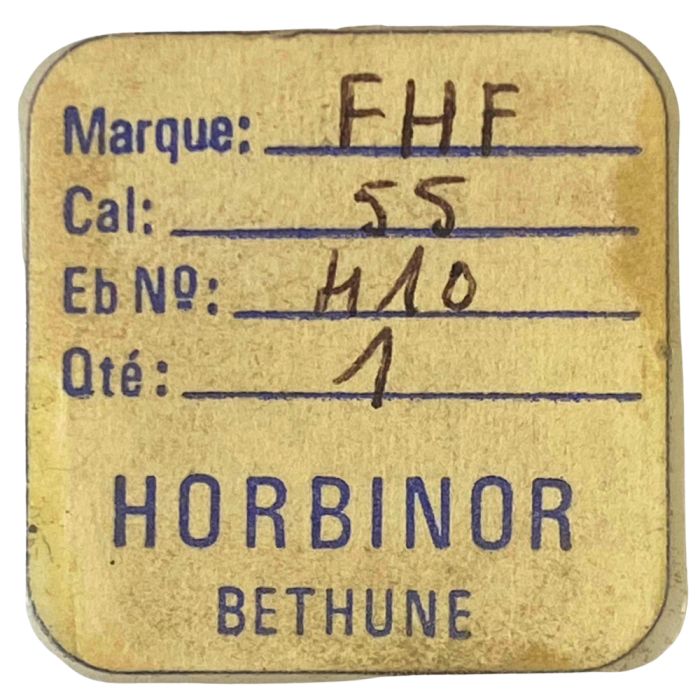 Marque: FHF
Cal: 55
Eb Nº: 410
Qté: 1
HORBINOR
BETHUNE